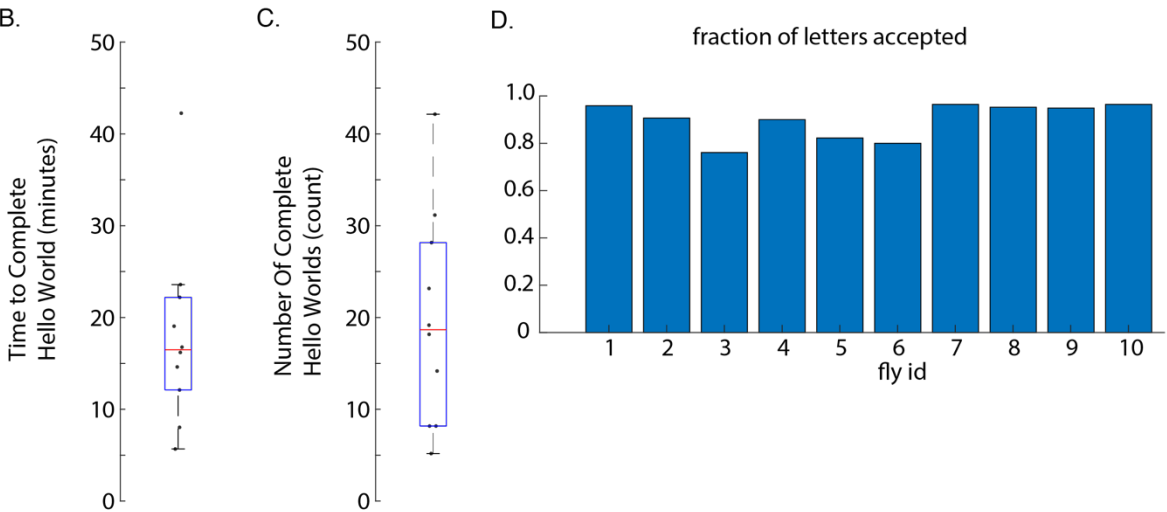 B.
Time to Complete
Hello World (minutes)
50
40
30
20
10
0
C.
Number Of Complete
Hello Worlds (count)
50
40
30
20
10
0
D.
fraction of letters accepted
1.0
0.8
0.6
0.4
0.2
0
1 2 3 4 5 6 7 8 9 10
fly id